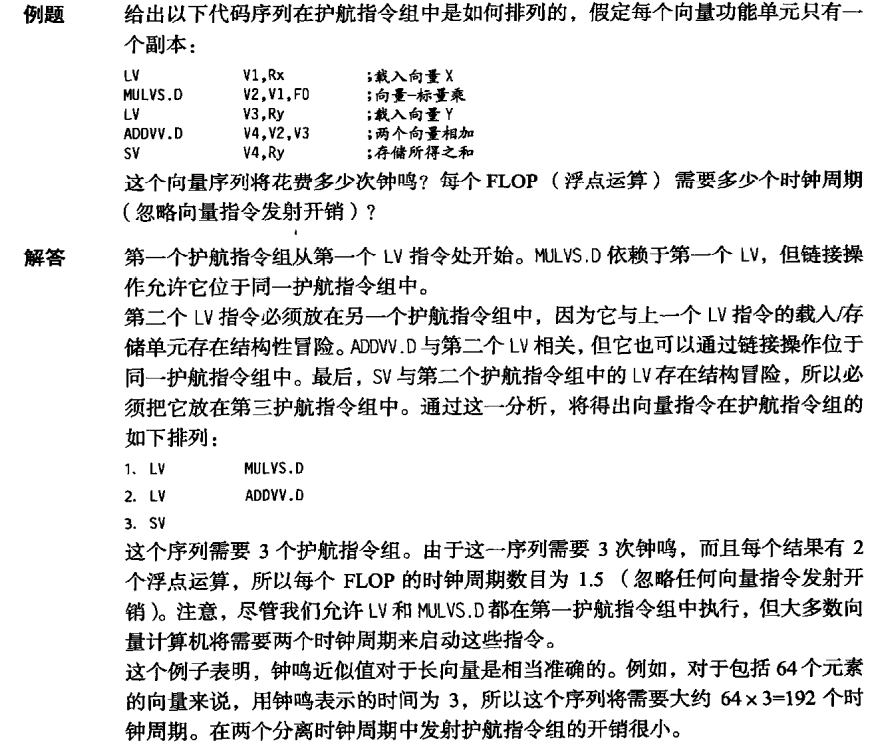 例题 给出以下代码序列在护航指令组中是如何排列的，假定每个向量功能单元只有一
个副本：
LV V1,Rx ;载入向量 X
MULVS.D V2,V1,F0 ;向量-标量乘
LV V3,Ry ;载入向量 Y
ADDVV.D V4,V2,V3 ;两个向量相加
SV V4,Ry ;存储所得之和
这个向量序列将花费多少次钟鸣？每个 FLOP （浮点运算）需要多少个时钟周期
（忽略向量指令发射开销）？
解答 第一个护航指令组从第一个 LV 指令处开始。MULVS.D 依赖于第一个 LV，但链接操
作允许它位于同一护航指令组中。
第二个 LV 指令必须放在另一个护航指令组中，因为它与上一个 LV 指令的载入/存
储单元存在结构性冒险。ADDVV.D 与第二个 LV 相关，但它也可以通过链接操作位于
同一护航指令组中。最后，SV 与第二个护航指令组中的 LV 存在结构冒险，所以必
须把它放在第三护航指令组中。通过这一分析，将得出向量指令在护航指令组的
如下排列：
1. LV MULVS.D
2. LV ADDVV.D
3. SV
这个序列需要 3 个护航指令组。由于这一序列需要 3 次钟鸣，而且每个结果有 2
个浮点运算，所以每个 FLOP 的时钟周期数目为 1.5 （忽略任何向量指令发射开
销）。注意，尽管我们允许 LV 和 MULVS.D 都在第一护航指令组中执行，但大多数向
量计算机将需要两个时钟周期来启动这些指令。
这个例子表明，钟鸣近似值对于长向量是相当准确的。例如，对于包括 64 个元素
的向量来说，用钟鸣表示的时间为 3，所以这个序列将需要大约 64×3=192 个时
钟周期。在两个分离时钟周期中发射护航指令组的开销很小。